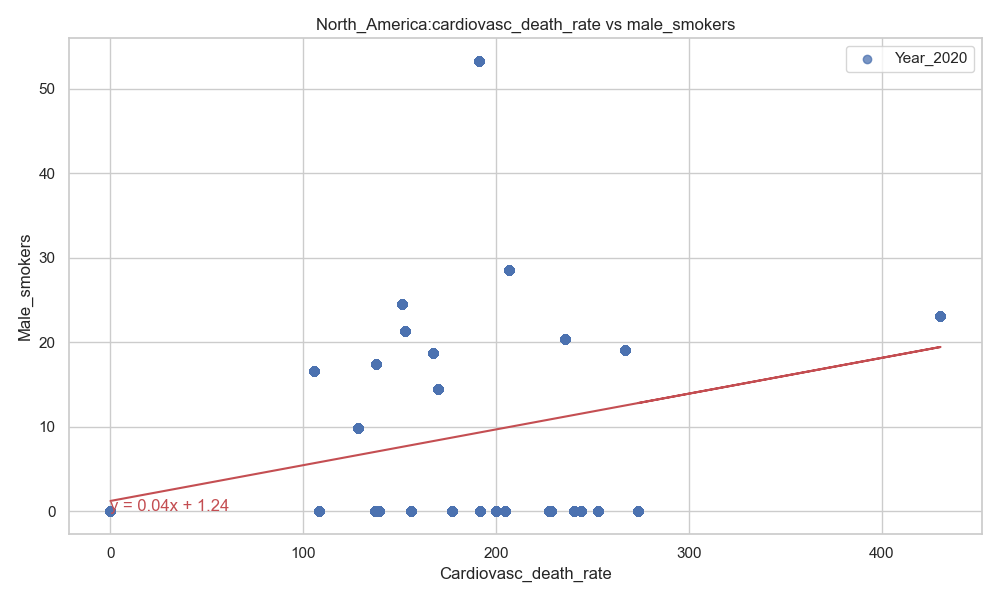 North_America:cardiovasc_death_rate vs male_smokers
Year_2020
50
40
30
20
10
0
Male_smokers
y = 0.04x + 1.24
0 100 200 300 400
Cardiovasc_death_rate